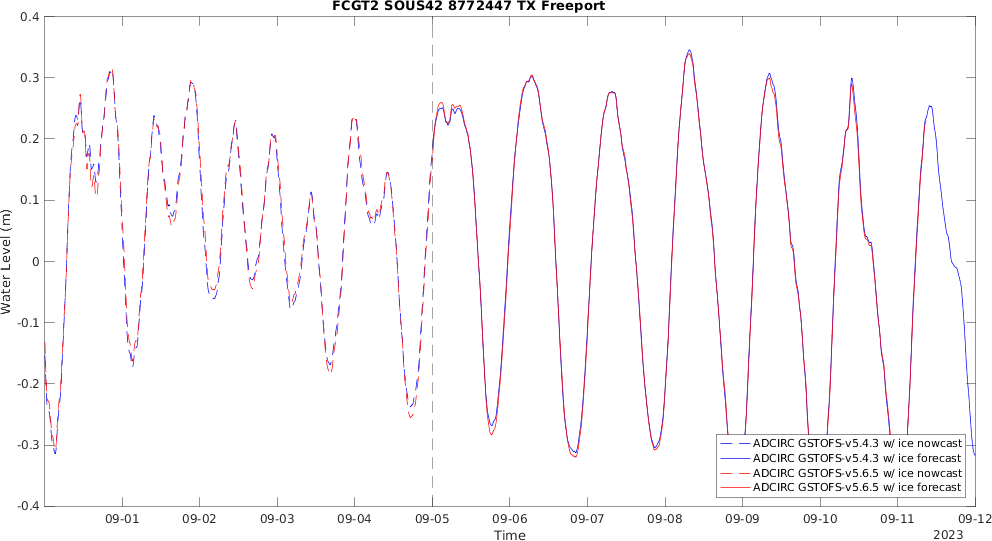 FCGT2 SOUS42 8772447 TX Freeport
0.4
0.3
0.2
0.1
0
-0.1
-0.2
-0.3
-0.4
Water Level (m)
ADCIRC GSTOFS-v5.4.3 w/ ice nowcast
ADCIRC GSTOFS-v5.4.3 w/ ice forecast
ADCIRC GSTOFS-v5.6.5 w/ ice nowcast
ADCIRC GSTOFS-v5.6.5 w/ ice forecast
09-01 09-02 09-03 09-04 09-05 09-06 09-07 09-08 09-09 09-10 09-11 09-12
Time
2023